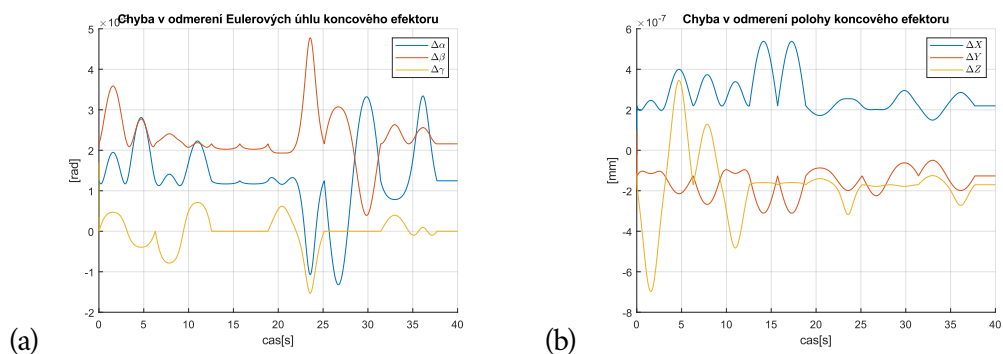 Chyba v odmerení Eulerových úhlu koncového efektoru
5
4
3
2
1
0
-1
-2
[rad]
Δα
Δβ
Δγ
0 5 10 15 20 25 30 35 40
cas[s]
(a)
×10⁻⁷
Chyba v odmerení polohy koncového efektoru
6
4
2
0
-2
-4
-6
-8
[mm]
ΔX
ΔY
ΔZ
0 5 10 15 20 25 30 35 40
cas[s]
(b)